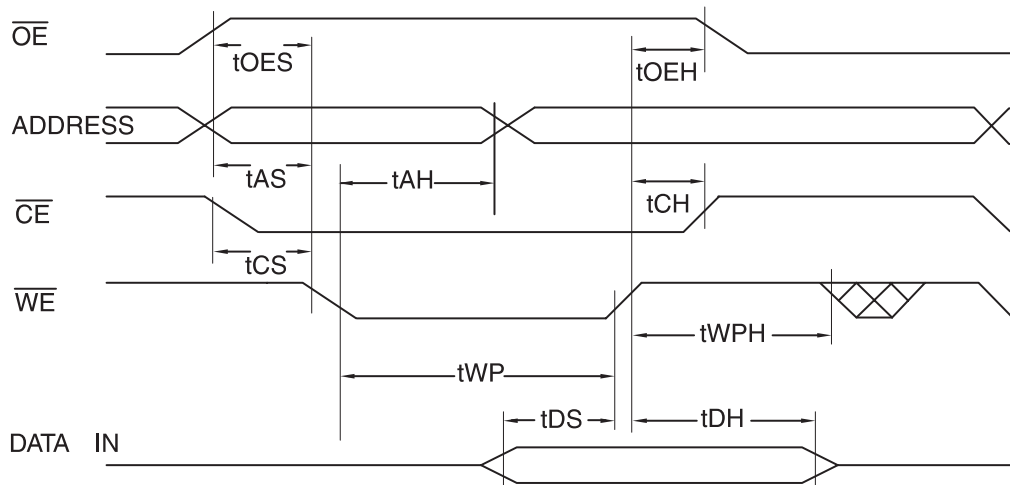 OE
tOES
tOEH
ADDRESS
tAS
tAH
tCH
CE
tCS
WE
tWPH
tWP
tDS
tDH
DATA IN